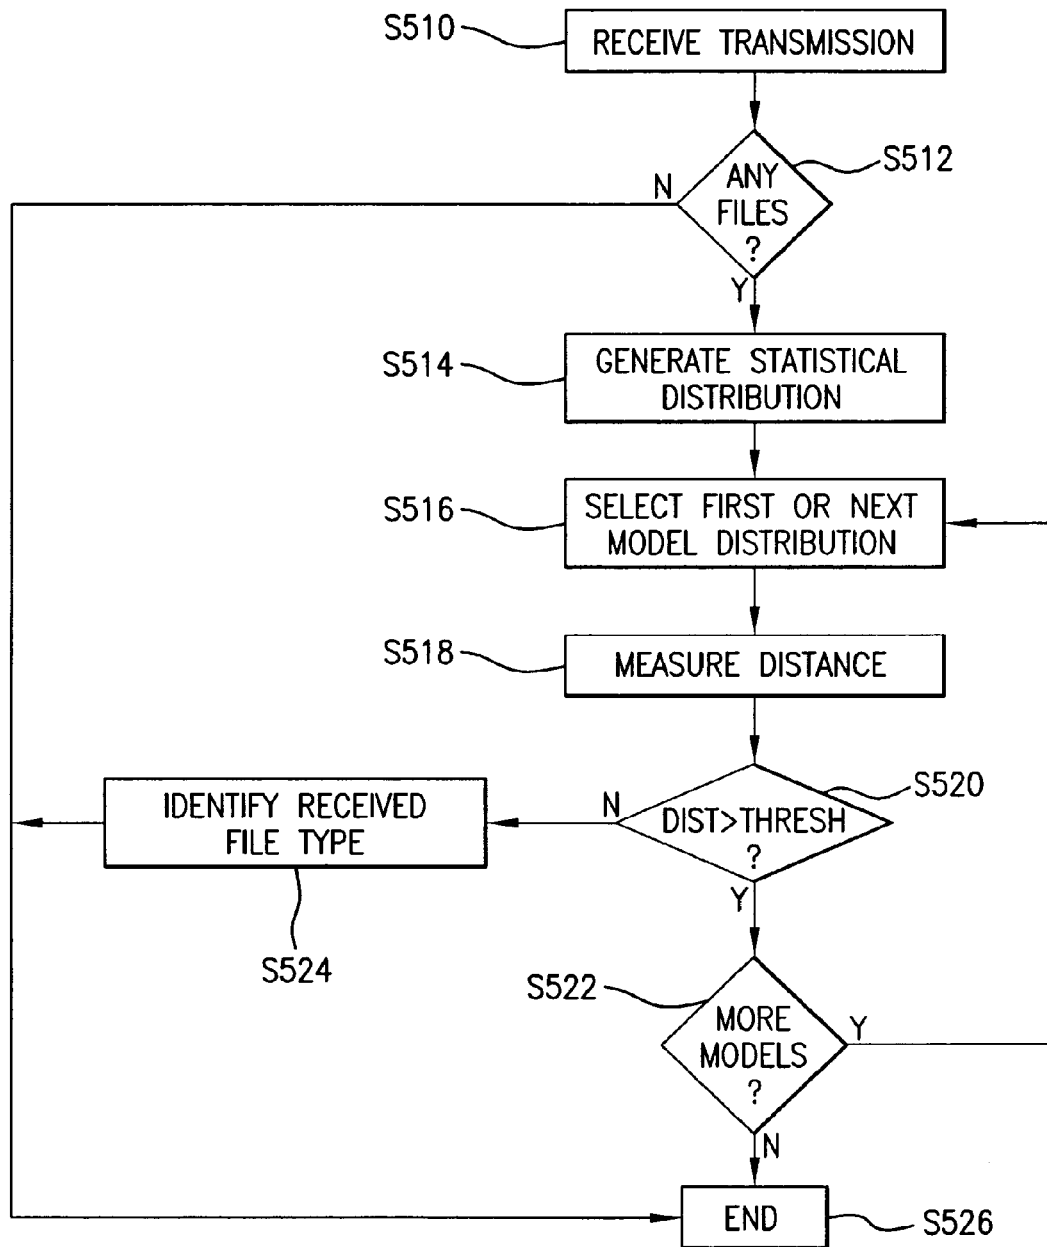 S510
RECEIVE TRANSMISSION
S512
ANY
FILES
?
N
Y
S514
GENERATE STATISTICAL
DISTRIBUTION
S516
SELECT FIRST OR NEXT
MODEL DISTRIBUTION
S518
MEASURE DISTANCE
S520
DIST>THRESH
?
N
Y
IDENTIFY RECEIVED
FILE TYPE
S524
S522
MORE
MODELS
?
Y
N
END
S526